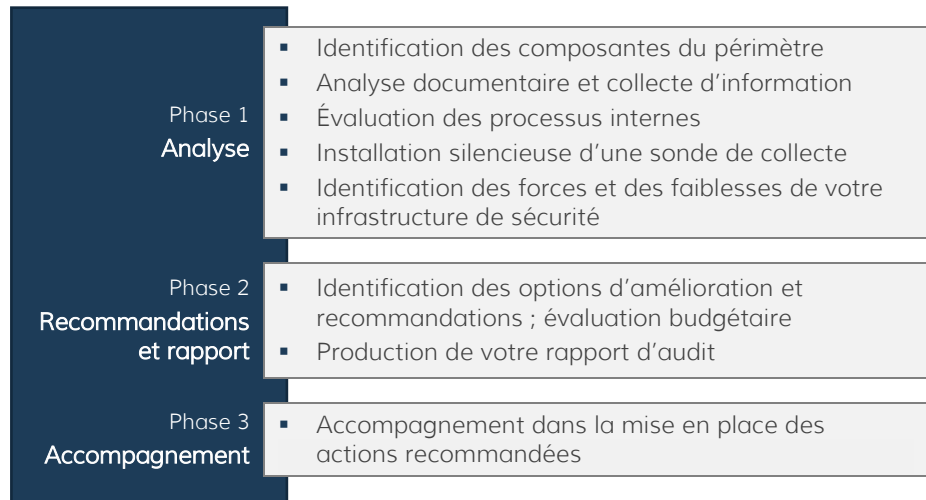 Phase 1
Analyse
▪ Identification des composantes du périmètre
▪ Analyse documentaire et collecte d’information
▪ Évaluation des processus internes
▪ Installation silencieuse d’une sonde de collecte
▪ Identification des forces et des faiblesses de votre
infrastructure de sécurité
Phase 2
Recommandations
et rapport
▪ Identification des options d’amélioration et
recommandations ; évaluation budgétaire
▪ Production de votre rapport d’audit
Phase 3
Accompagnement
▪ Accompagnement dans la mise en place des
actions recommandées